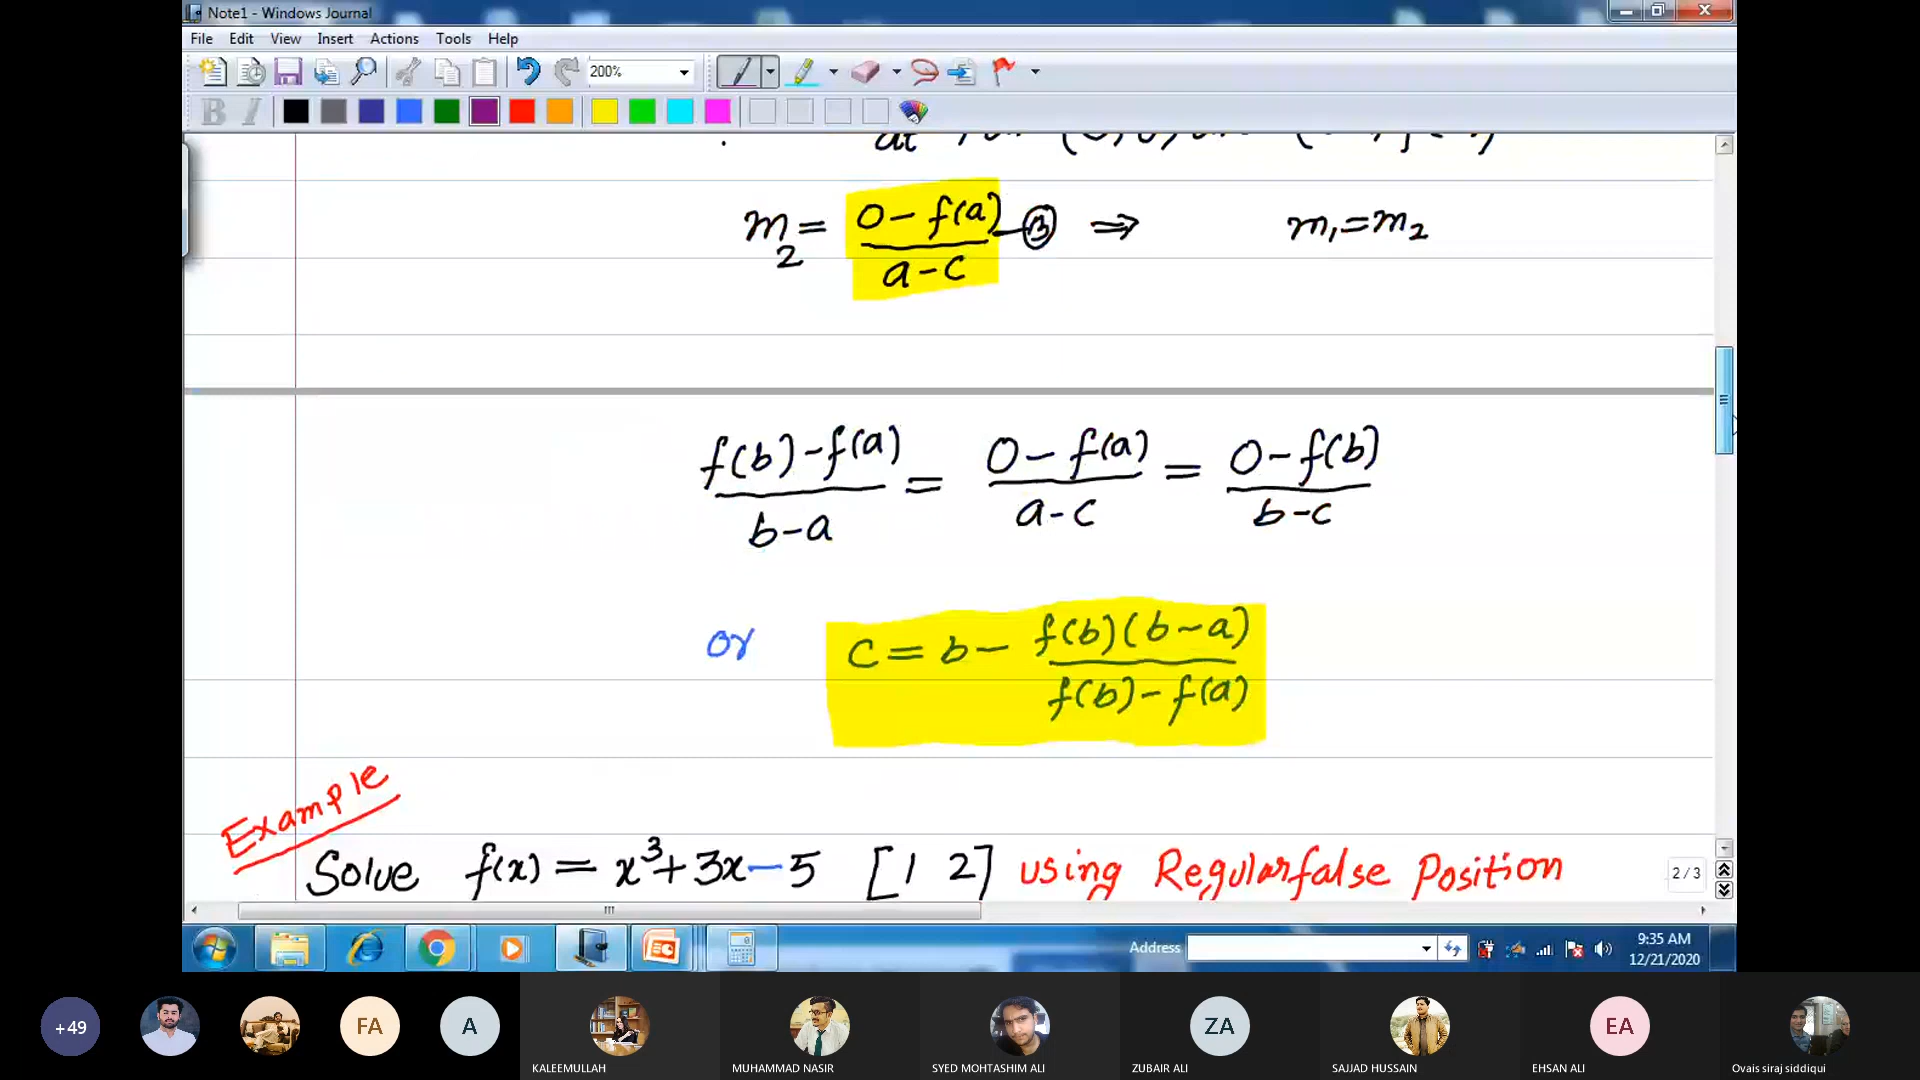 Note1 - Windows Journal
File Edit View Insert Actions Tools Help
200%
B I
at
m₂ = (0 - f(a))/(a - c) —③ ⇒ m₁ = m₂
(f(b) - f(a))/(b - a) = (0 - f(a))/(a - c) = (0 - f(b))/(b - c)
or c = b - (f(b)(b - a))/(f(b) - f(a))
Example
Solve f(x) = x³ + 3x - 5 [1 2] using Regularfalse Position
2 / 3
Address
9:35 AM
12/21/2020
+49 FA A ZA EA
KALEEMULLAH MUHAMMAD NASIR SYED MOHTASHIM ALI ZUBAIR ALI SAJJAD HUSSAIN EHSAN ALI Ovais siraj siddiqui